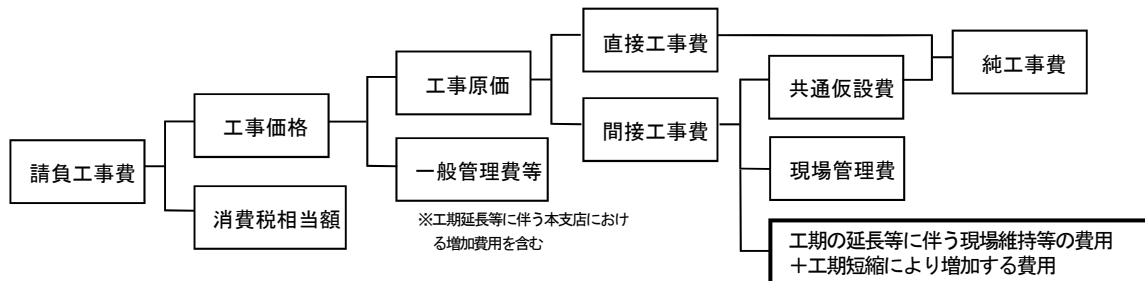 請負工事費
工事価格
消費税相当額
工事原価
一般管理費等
※工期延長等に伴う本支店におけ
る増加費用を含む
直接工事費
間接工事費
共通仮設費
現場管理費
工期の延長等に伴う現場維持等の費用
＋工期短縮により増加する費用
純工事費